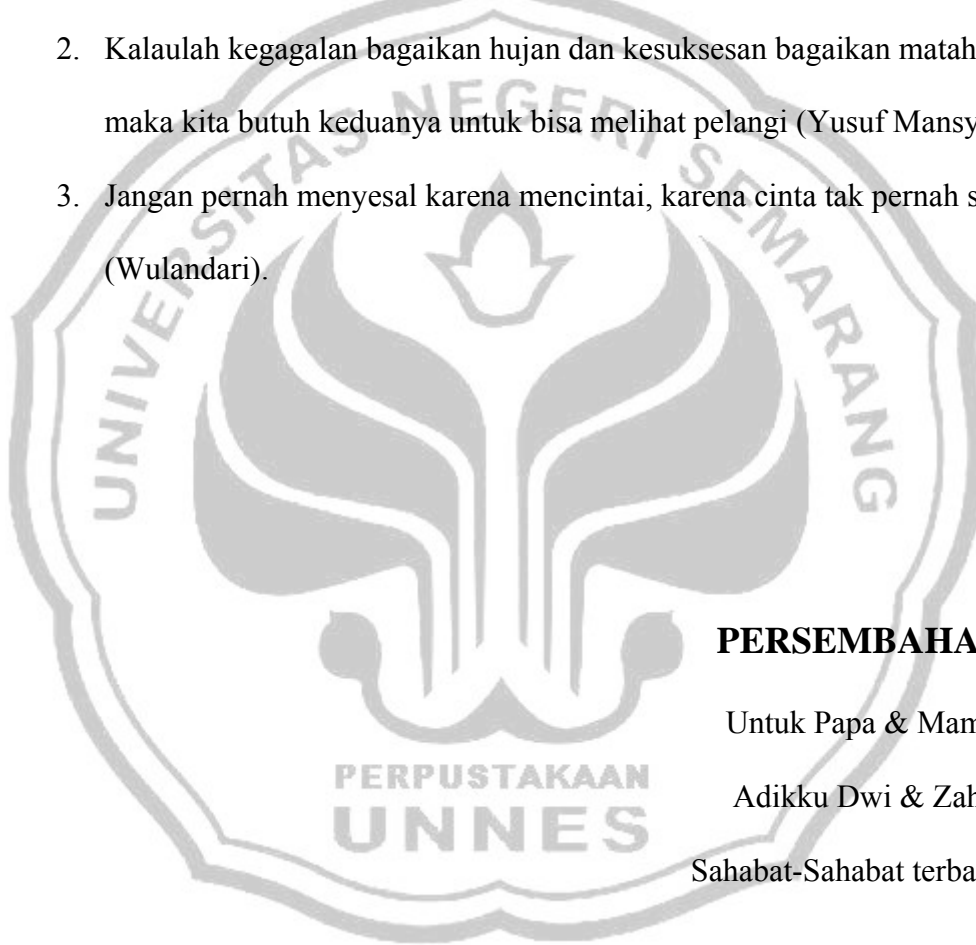 2. Kalaulah kegagalan bagaikan hujan dan kesuksesan bagaikan matah
maka kita butuh keduanya untuk bisa melihat pelangi (Yusuf Mansy
3. Jangan pernah menyesal karena mencintai, karena cinta tak pernah s
(Wulandari).
UNIVERSITAS NEGERI SEMARANG
PERSEMBAHA
Untuk Papa & Mam
Adikku Dwi & Zah
Sahabat-Sahabat terba
PERPUSTAKAAN
UNNES